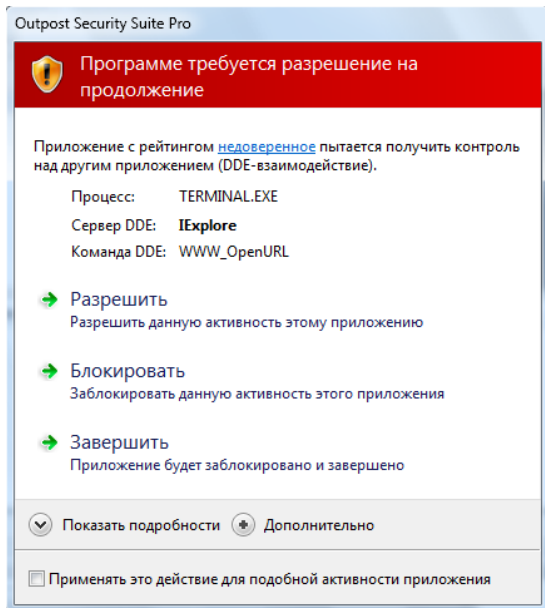 Outpost Security Suite Pro
Программе требуется разрешение на
продолжение
Приложение с рейтингом недоверенное пытается получить контроль
над другим приложением (DDE-взаимодействие).
Процесс: TERMINAL.EXE
Сервер DDE: IExplore
Команда DDE: WWW_OpenURL
Разрешить
Разрешить данную активность этому приложению
Блокировать
Заблокировать данную активность этого приложения
Завершить
Приложение будет заблокировано и завершено
Показать подробности Дополнительно
Применять это действие для подобной активности приложения